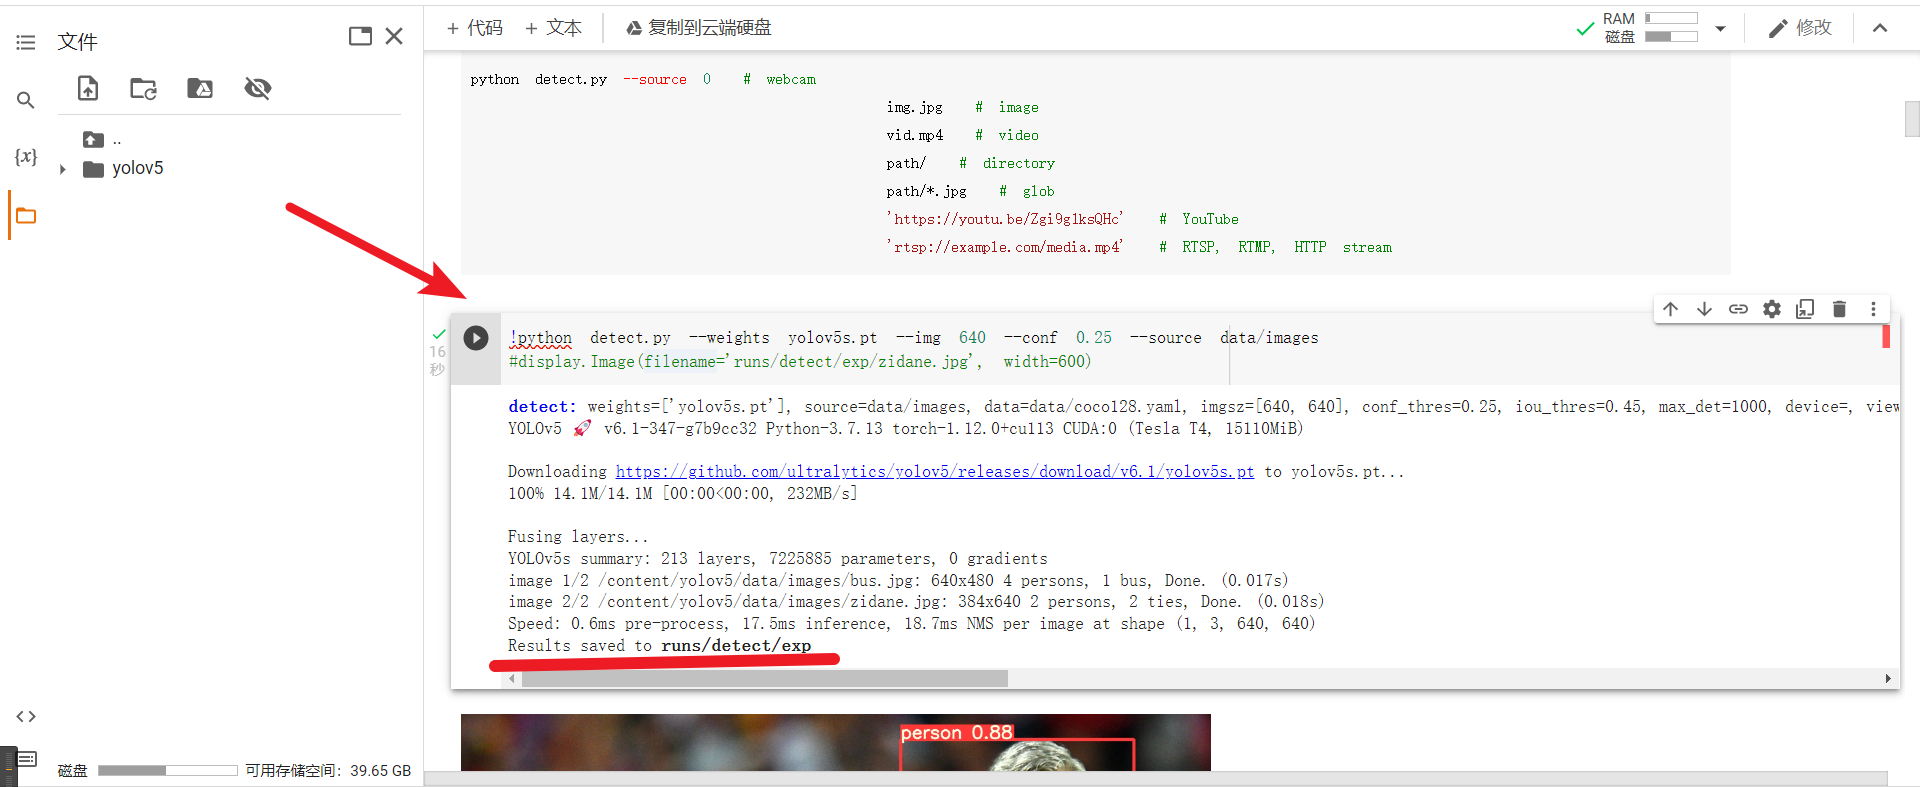 文件
+ 代码 + 文本 复制到云端硬盘
RAM
磁盘
修改
{x}
..
yolov5
python detect.py --source 0 # webcam
img.jpg # image
vid.mp4 # video
path/ # directory
path/*.jpg # glob
'https://youtu.be/Zgi9g1ksQHc' # YouTube
'rtsp://example.com/media.mp4' # RTSP, RTMP, HTTP stream
16
秒
!python detect.py --weights yolov5s.pt --img 640 --conf 0.25 --source data/images
#display.Image(filename='runs/detect/exp/zidane.jpg', width=600)
detect: weights=['yolov5s.pt'], source=data/images, data=data/coco128.yaml, imgsz=[640, 640], conf_thres=0.25, iou_thres=0.45, max_det=1000, device=, view
YOLOv5 🚀 v6.1-347-g7b9cc32 Python-3.7.13 torch-1.12.0+cu113 CUDA:0 (Tesla T4, 15110MiB)
Downloading https://github.com/ultralytics/yolov5/releases/download/v6.1/yolov5s.pt to yolov5s.pt...
100% 14.1M/14.1M [00:00<00:00, 232MB/s]
Fusing layers...
YOLOv5s summary: 213 layers, 7225885 parameters, 0 gradients
image 1/2 /content/yolov5/data/images/bus.jpg: 640x480 4 persons, 1 bus, Done. (0.017s)
image 2/2 /content/yolov5/data/images/zidane.jpg: 384x640 2 persons, 2 ties, Done. (0.018s)
Speed: 0.6ms pre-process, 17.5ms inference, 18.7ms NMS per image at shape (1, 3, 640, 640)
Results saved to runs/detect/exp
person 0.88
磁盘 可用存储空间：39.65 GB